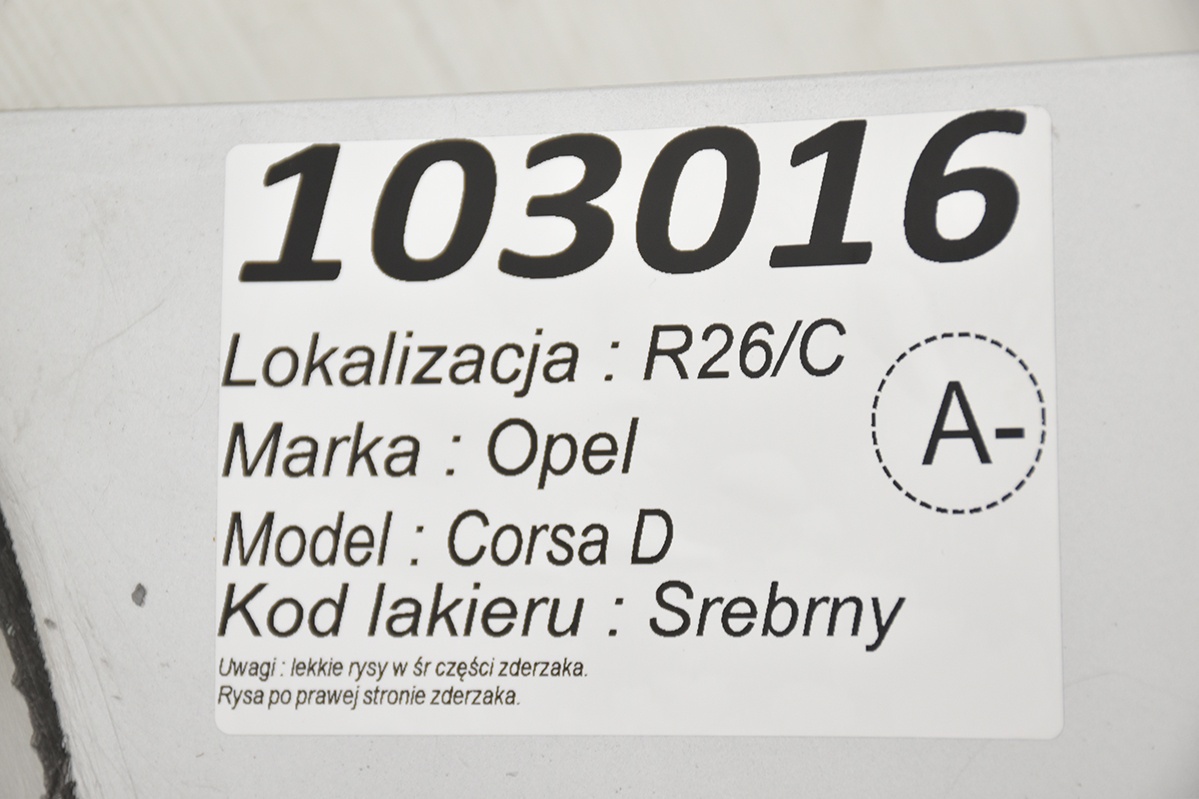 103016
Lokalizacja : R26/C
A-
Marka : Opel
Model : Corsa D
Kod lakieru : Srebrny
Uwagi : lekkie rysy w śr części zderzaka.
Rysa po prawej stronie zderzaka.